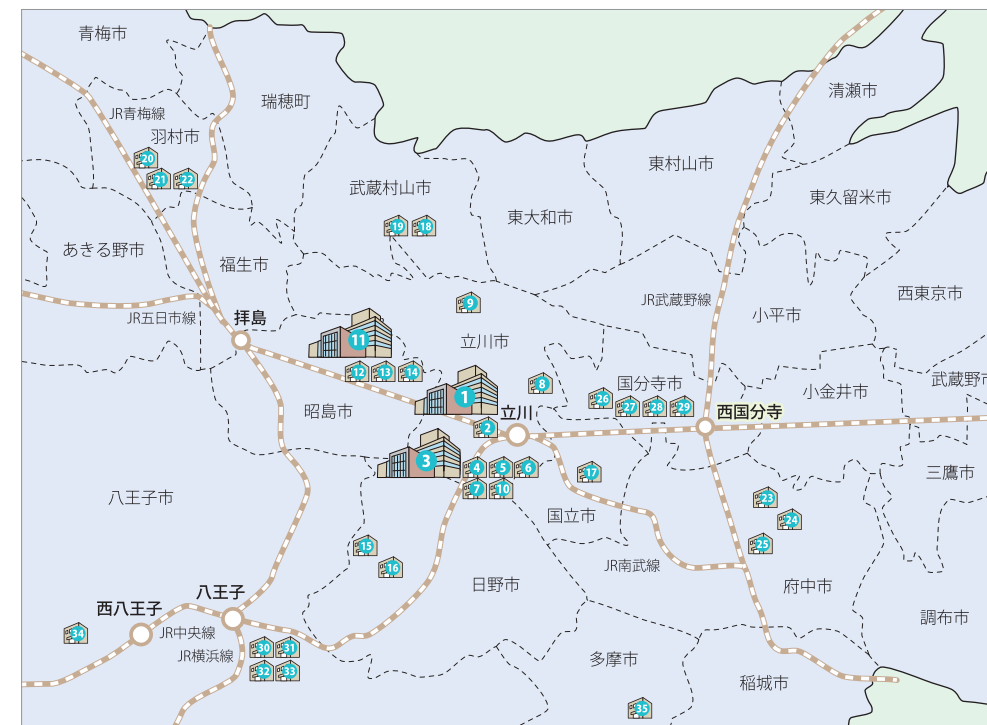 青梅市
清瀬市
瑞穂町
JR青梅線
羽村市
東村山市
20
21
22
武蔵村山市
東久留米市
東大和市
19
18
あきる野市
福生市
西東京市
JR武蔵野線
9
小平市
JR五日市線
拝島
11
立川市
12
13
14
8
国分寺市
小金井市
武蔵野市
1
26
27
28
29
昭島市
立川
西国分寺
2
3
4
5
6
17
三鷹市
7
10
八王子市
23
国立市
24
15
25
16
JR南武線
日野市
府中市
八王子
西八王子
調布市
34
JR中央線
30
31
JR横浜線
多摩市
32
33
稲城市
35